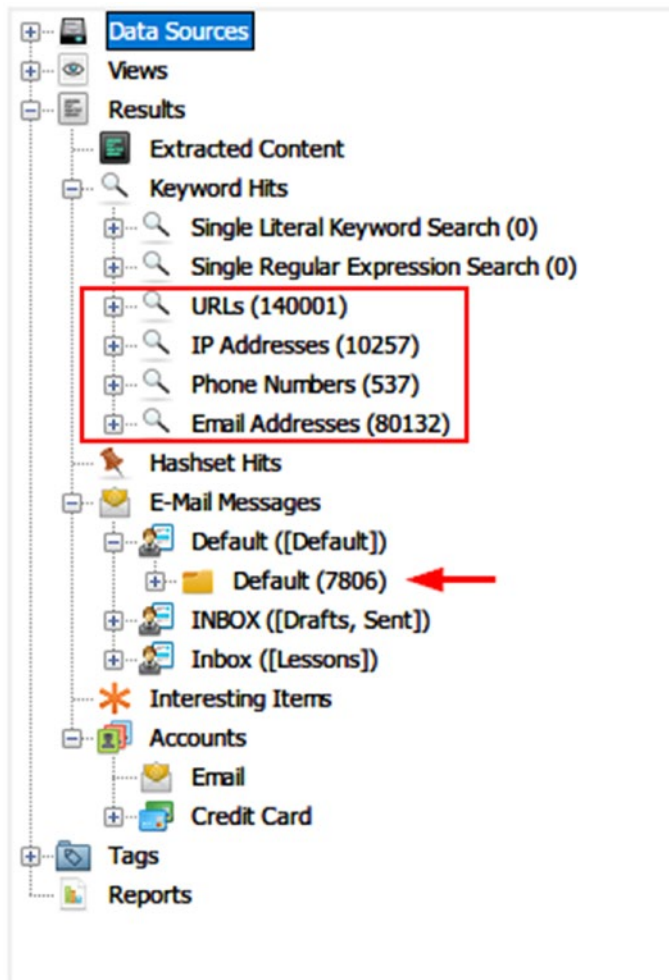 Data Sources
Views
Results
Extracted Content
Keyword Hits
Single Literal Keyword Search (0)
Single Regular Expression Search (0)
URLs (140001)
IP Addresses (10257)
Phone Numbers (537)
Email Addresses (80132)
Hashset Hits
E-Mail Messages
Default ([Default])
Default (7806)
INBOX ([Drafts, Sent])
Inbox ([Lessons])
Interesting Items
Accounts
Email
Credit Card
Tags
Reports